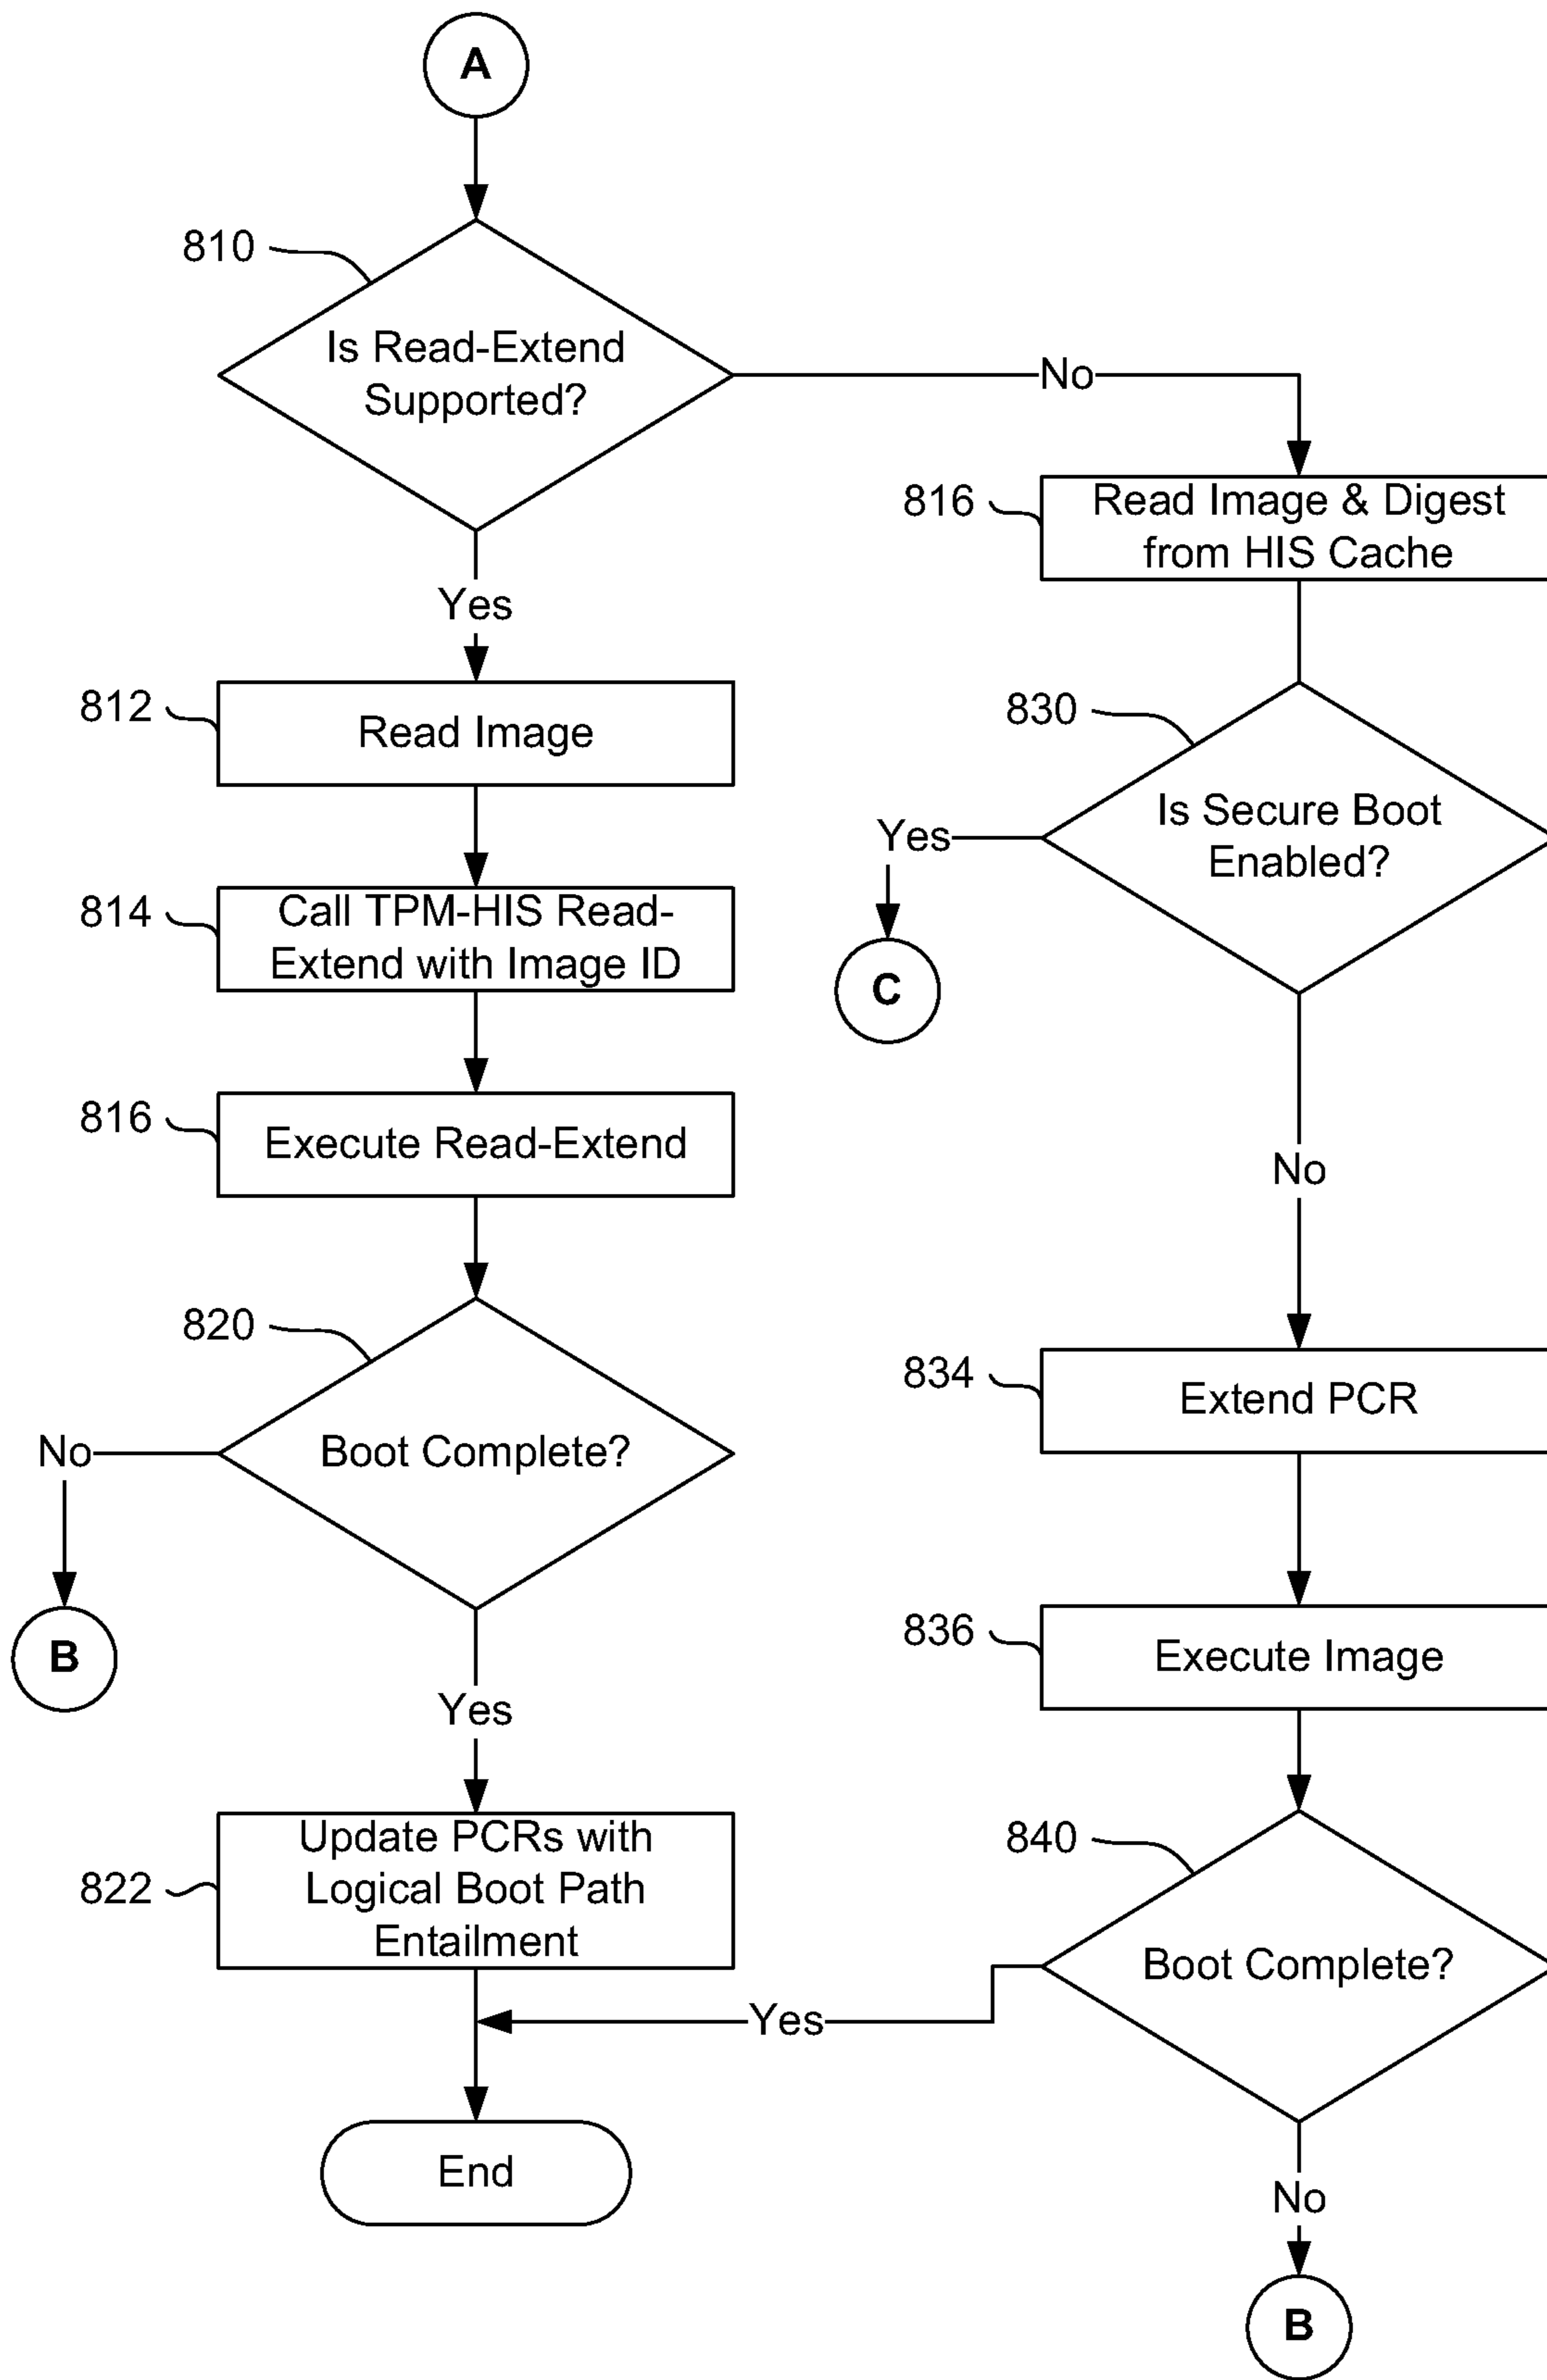 A
810
Is Read-Extend
Supported?
No
Yes
816
Read Image & Digest
from HIS Cache
812
Read Image
830
Is Secure Boot
Enabled?
Yes
C
814
Call TPM-HIS Read-
Extend with Image ID
816
Execute Read-Extend
No
820
Boot Complete?
No
B
Yes
834
Extend PCR
836
Execute Image
822
Update PCRs with
Logical Boot Path
Entailment
840
Boot Complete?
Yes
End
No
B